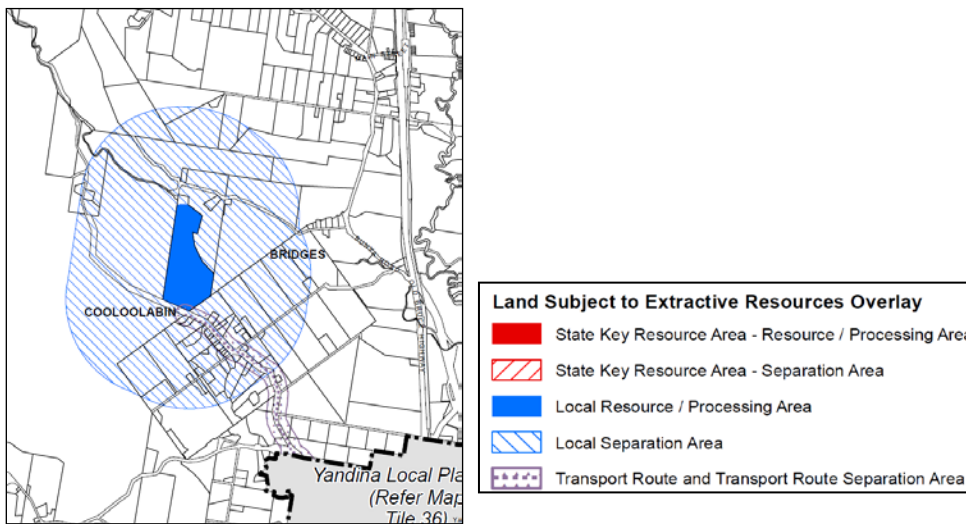 BRIDGES
COOLOOLABIN
Yandina Local Pla
(Refer Map
Tile 36)
Land Subject to Extractive Resources Overlay
State Key Resource Area - Resource / Processing Area
State Key Resource Area - Separation Area
Local Resource / Processing Area
Local Separation Area
Transport Route and Transport Route Separation Area